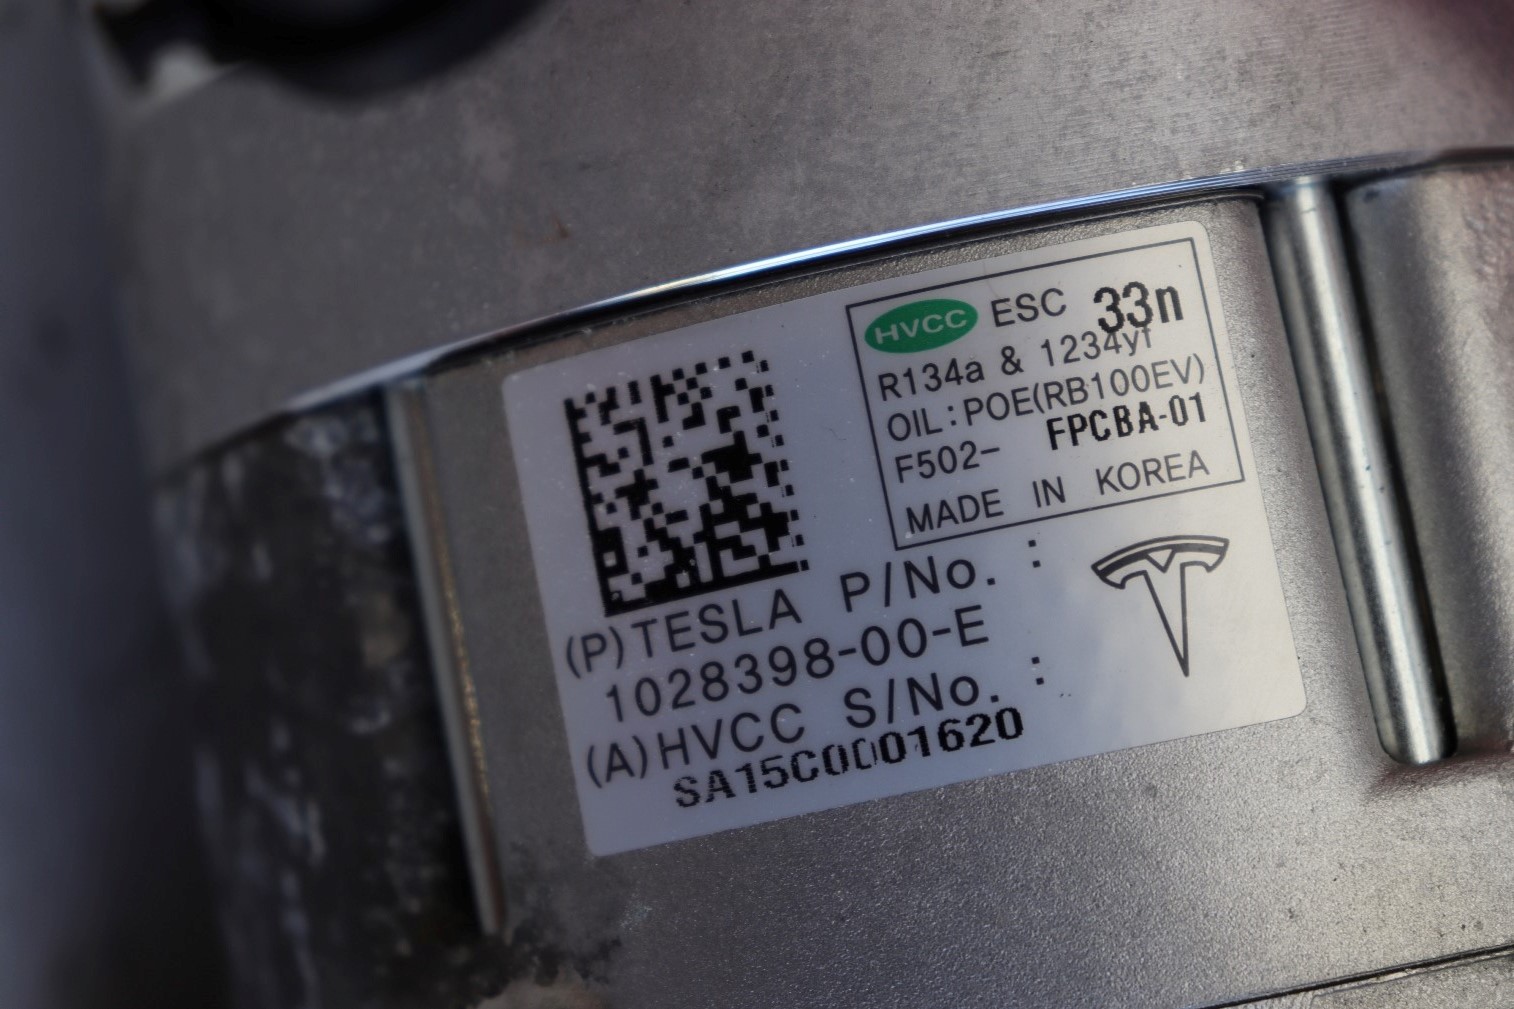 HVCC ESC 33n
R134a & 1234yf
OIL : POE(RB100EV)
F502- FPCBA-01
MADE IN KOREA
(P) TESLA P/No. :
1028398-00-E
(A) HVCC S/No. :
SA15C0001620